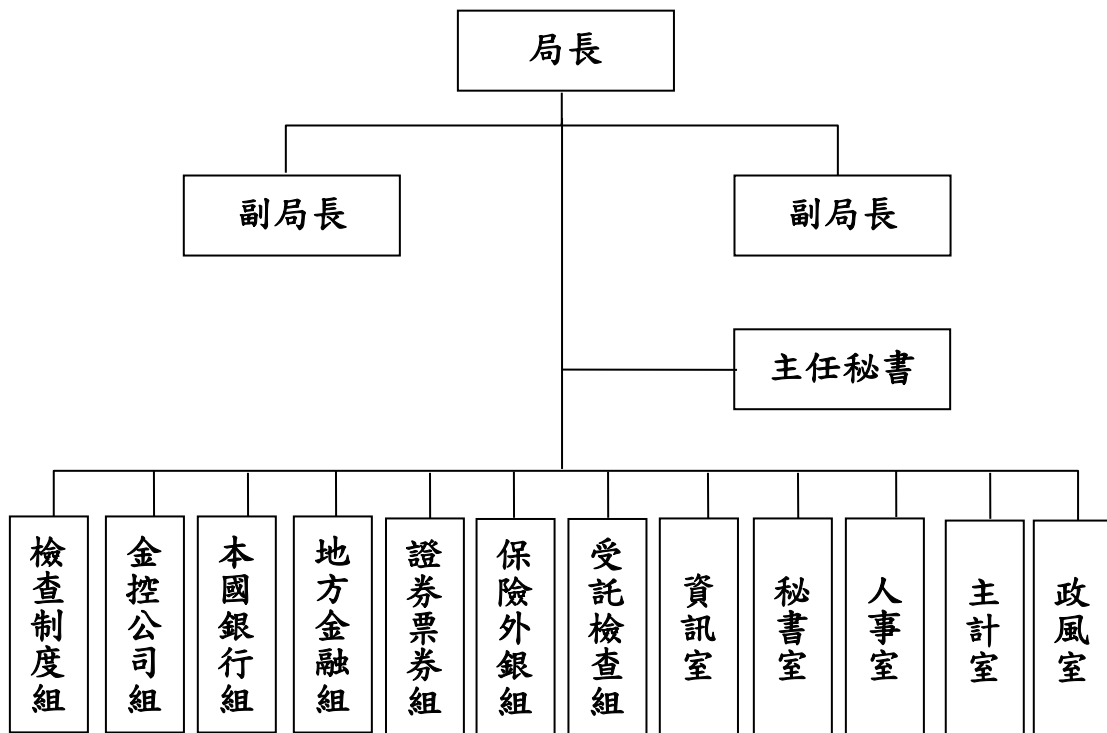 局長
副局長
副局長
主任秘書
檢查制度組
金控公司組
本國銀行組
地方金融組
證券票券組
保險外銀組
受託檢查組
資訊室
秘書室
人事室
主計室
政風室